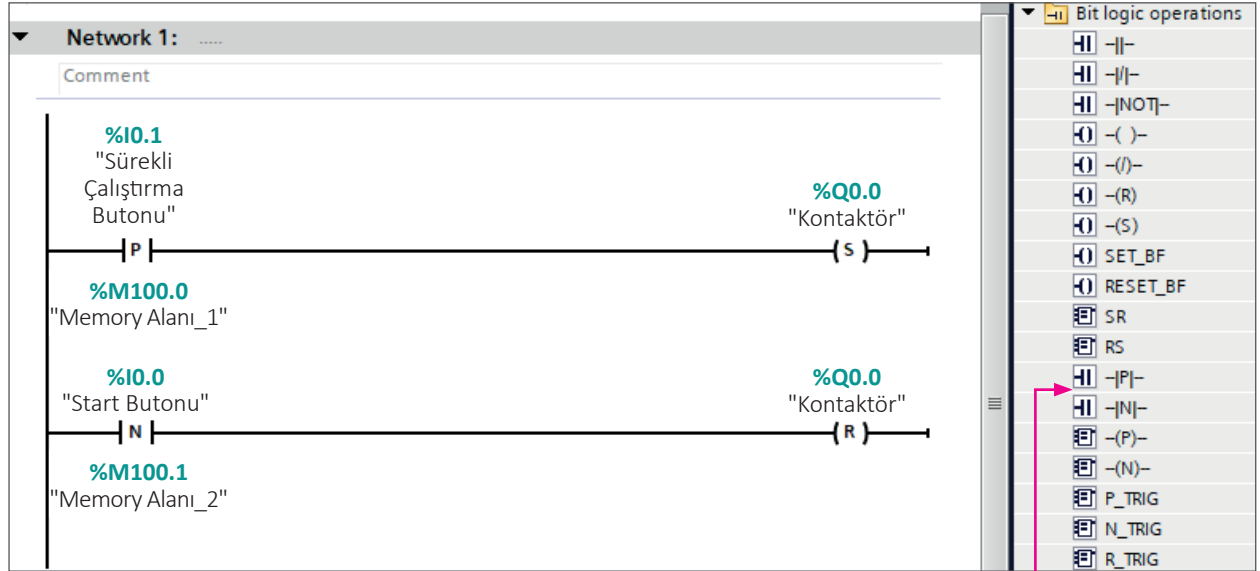 Network 1: .....
Comment
%I0.1
"Sürekli
Çalıştırma
Butonu"
P
%M100.0
"Memory Alanı_1"
%Q0.0
"Kontaktör"
S
%I0.0
"Start Butonu"
N
%M100.1
"Memory Alanı_2"
%Q0.0
"Kontaktör"
R
Bit logic operations
-||-
-|/|-
-|NOT|-
-( )-
-(/)-
-(R)
-(S)
SET_BF
RESET_BF
SR
RS
-|P|-
-|N|-
-(P)-
-(N)-
P_TRIG
N_TRIG
R_TRIG